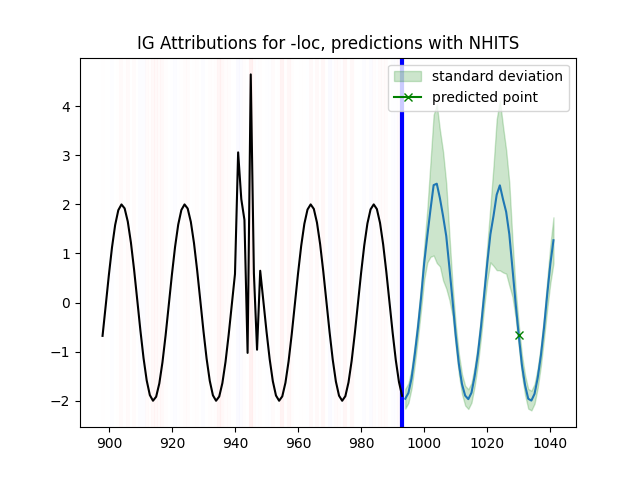 IG Attributions for -loc, predictions with NHITS
standard deviation
predicted point
4
3
2
1
0
−1
−2
900 920 940 960 980 1000 1020 1040